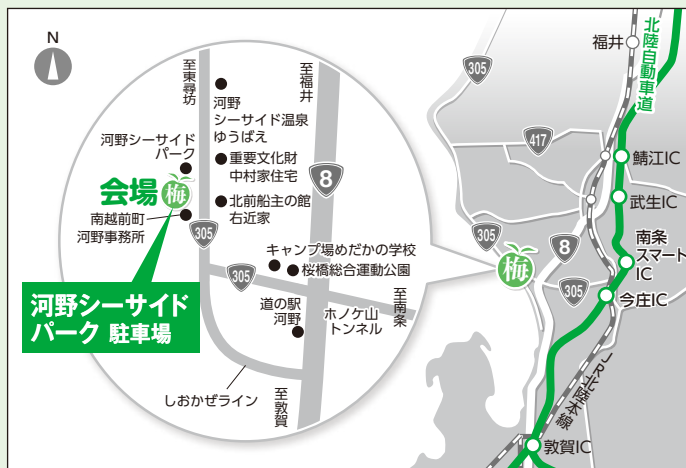 N
至東尋坊
河野
シーサイド温泉
ゆうばえ
至福井
8
河野シーサイド
パーク
重要文化財
中村家住宅
会場
梅
南越前町
河野事務所
305
北前船主の館
右近家
305
キャンプ場めだかの学校
桜橋総合運動公園
河野シーサイド
パーク 駐車場
道の駅
河野
ホノケ山
トンネル
至南条
しおかぜライン
至敦賀
305
福井
北陸自動車道
417
鯖江IC
武生IC
305
8
梅
南条
スマート
IC
305
今庄IC
JR北陸本線
敦賀IC